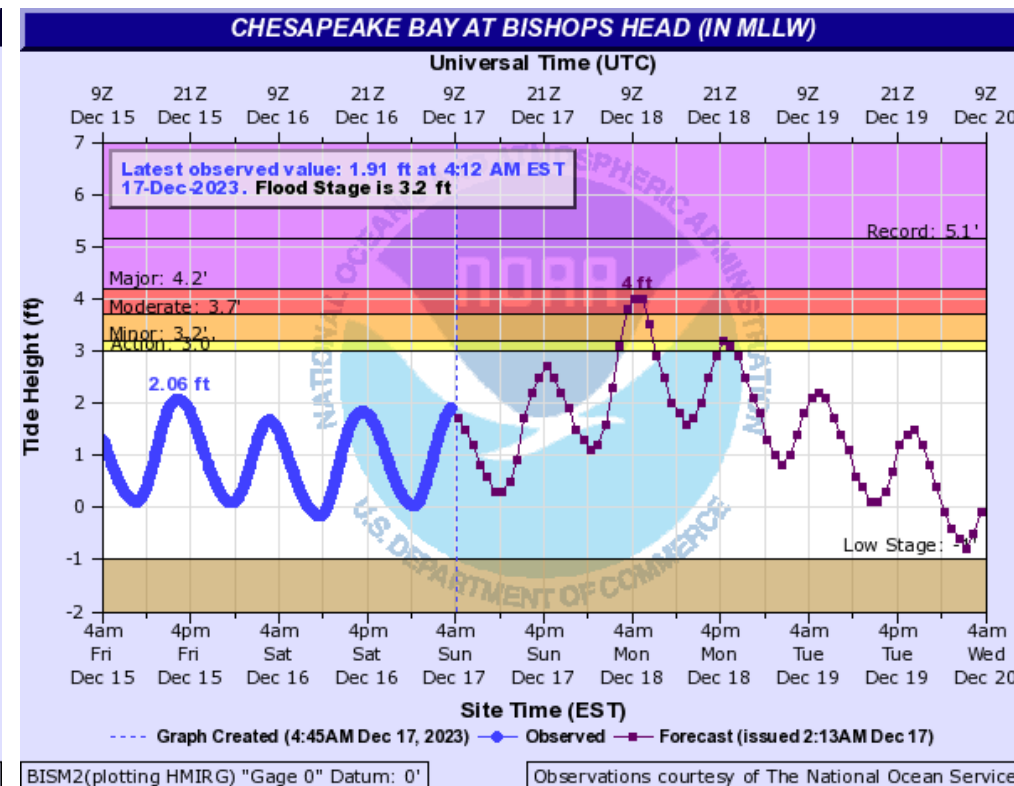 CHESAPEAKE BAY AT BISHOPS HEAD (IN MLLW)
Universal Time (UTC)
9Z 21Z 9Z 21Z 9Z 21Z 9Z 21Z 9Z 21Z 9Z
Dec 15 Dec 15 Dec 16 Dec 16 Dec 17 Dec 17 Dec 18 Dec 18 Dec 19 Dec 19 Dec 20
Latest observed value: 1.91 ft at 4:12 AM EST
17-Dec-2023. Flood Stage is 3.2 ft
7
6
5
4
3
2
1
0
-1
-2
Tide Height (ft)
Record: 5.1'
Major: 4.2'
4 ft
Moderate: 3.7'
Minor: 3.2'
Action: 3.0'
2.06 ft
Low Stage: -
NATIONAL OCEANIC AND ATMOSPHERIC ADMINISTRATION
NOAA
U.S. DEPARTMENT OF COMMERCE
4am 4pm 4am 4pm 4am 4pm 4am 4pm 4am 4pm 4am
Fri Fri Sat Sat Sun Sun Mon Mon Tue Tue Wed
Dec 15 Dec 15 Dec 16 Dec 16 Dec 17 Dec 17 Dec 18 Dec 18 Dec 19 Dec 19 Dec 20
Site Time (EST)
Graph Created (4:45AM Dec 17, 2023) Observed Forecast (issued 2:13AM Dec 17)
BISM2(plotting HMIRG) "Gage 0" Datum: 0'
Observations courtesy of The National Ocean Service